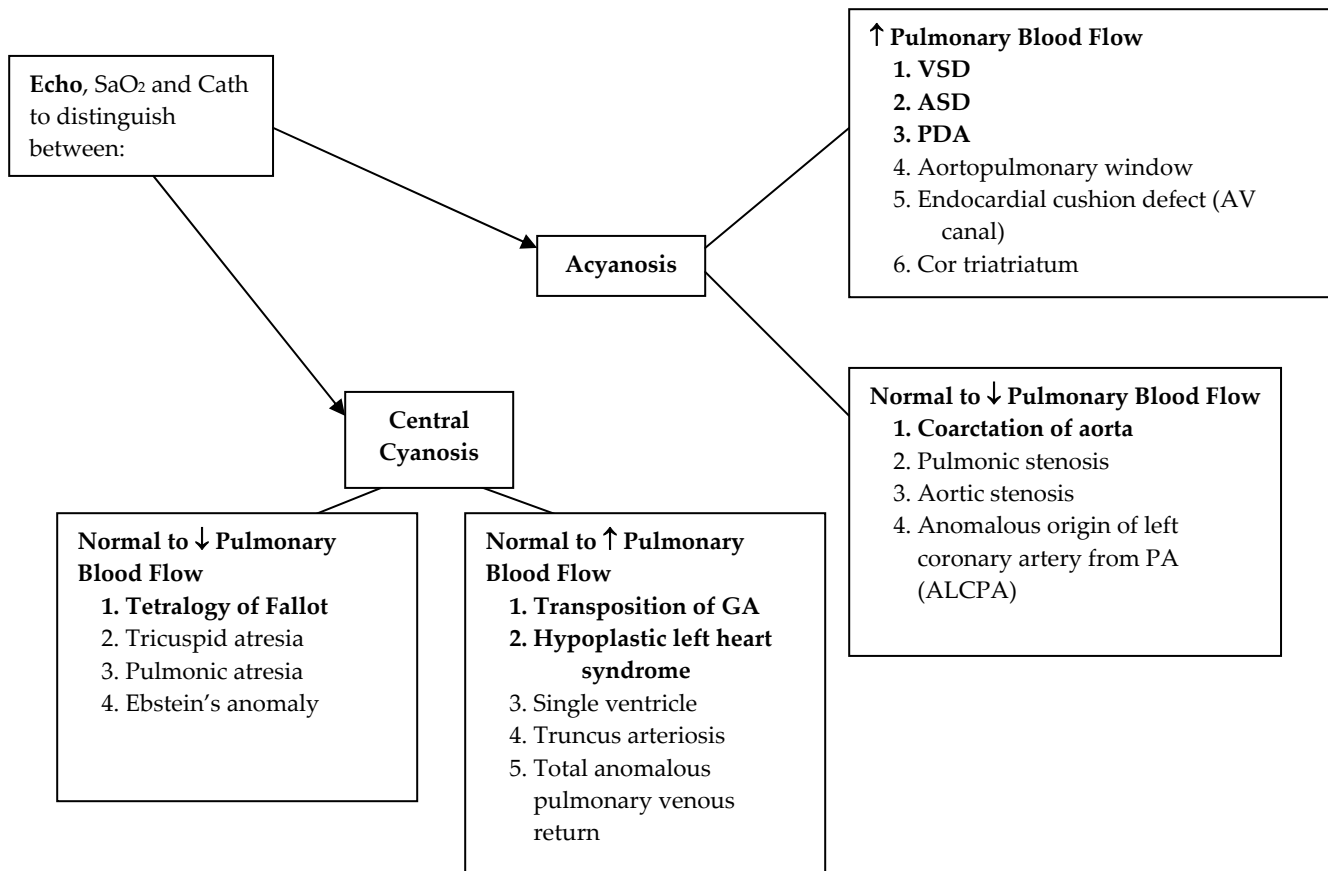 Echo, SaO2 and Cath
to distinguish
between:
↑ Pulmonary Blood Flow
1. VSD
2. ASD
3. PDA
4. Aortopulmonary window
5. Endocardial cushion defect (AV
canal)
6. Cor triatriatum
Acyanosis
Normal to ↓ Pulmonary Blood Flow
1. Coarctation of aorta
2. Pulmonic stenosis
3. Aortic stenosis
4. Anomalous origin of left
coronary artery from PA
(ALCPA)
Central
Cyanosis
Normal to ↓ Pulmonary
Blood Flow
1. Tetralogy of Fallot
2. Tricuspid atresia
3. Pulmonic atresia
4. Ebstein’s anomaly
Normal to ↑ Pulmonary
Blood Flow
1. Transposition of GA
2. Hypoplastic left heart
syndrome
3. Single ventricle
4. Truncus arteriosis
5. Total anomalous
pulmonary venous
return